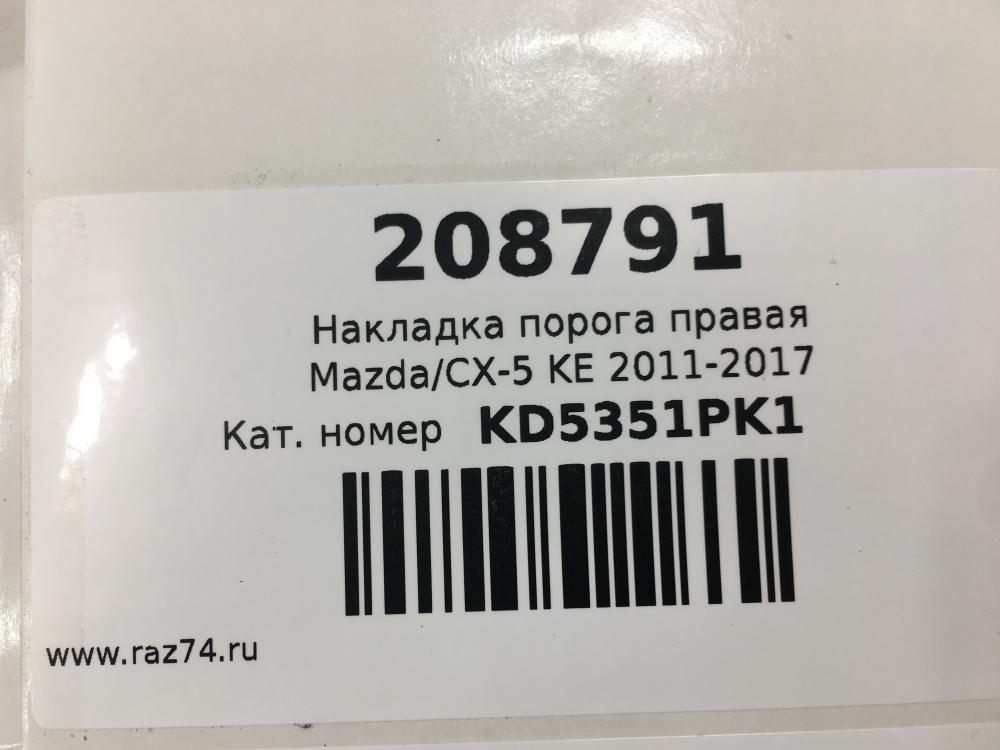 208791
Накладка порога правая
Mazda/CX-5 KE 2011-2017
Кат. номер KD5351PK1
www.raz74.ru